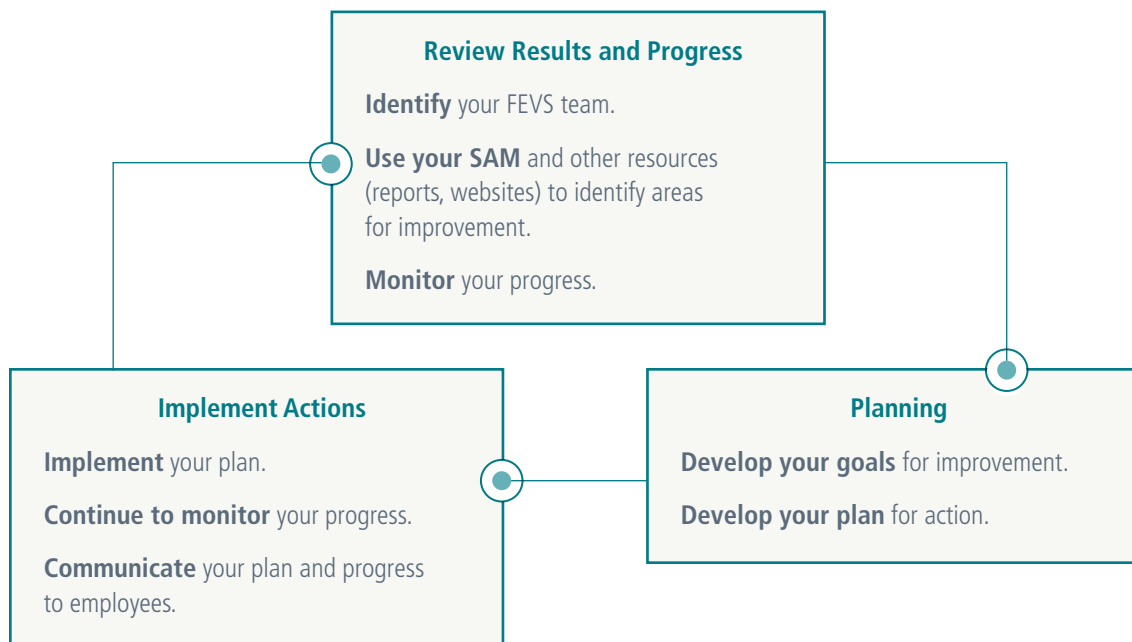 Review Results and Progress
Identify your FEVS team.
Use your SAM and other resources
(reports, websites) to identify areas
for improvement.
Monitor your progress.
Implement Actions
Implement your plan.
Continue to monitor your progress.
Communicate your plan and progress
to employees.
Planning
Develop your goals for improvement.
Develop your plan for action.